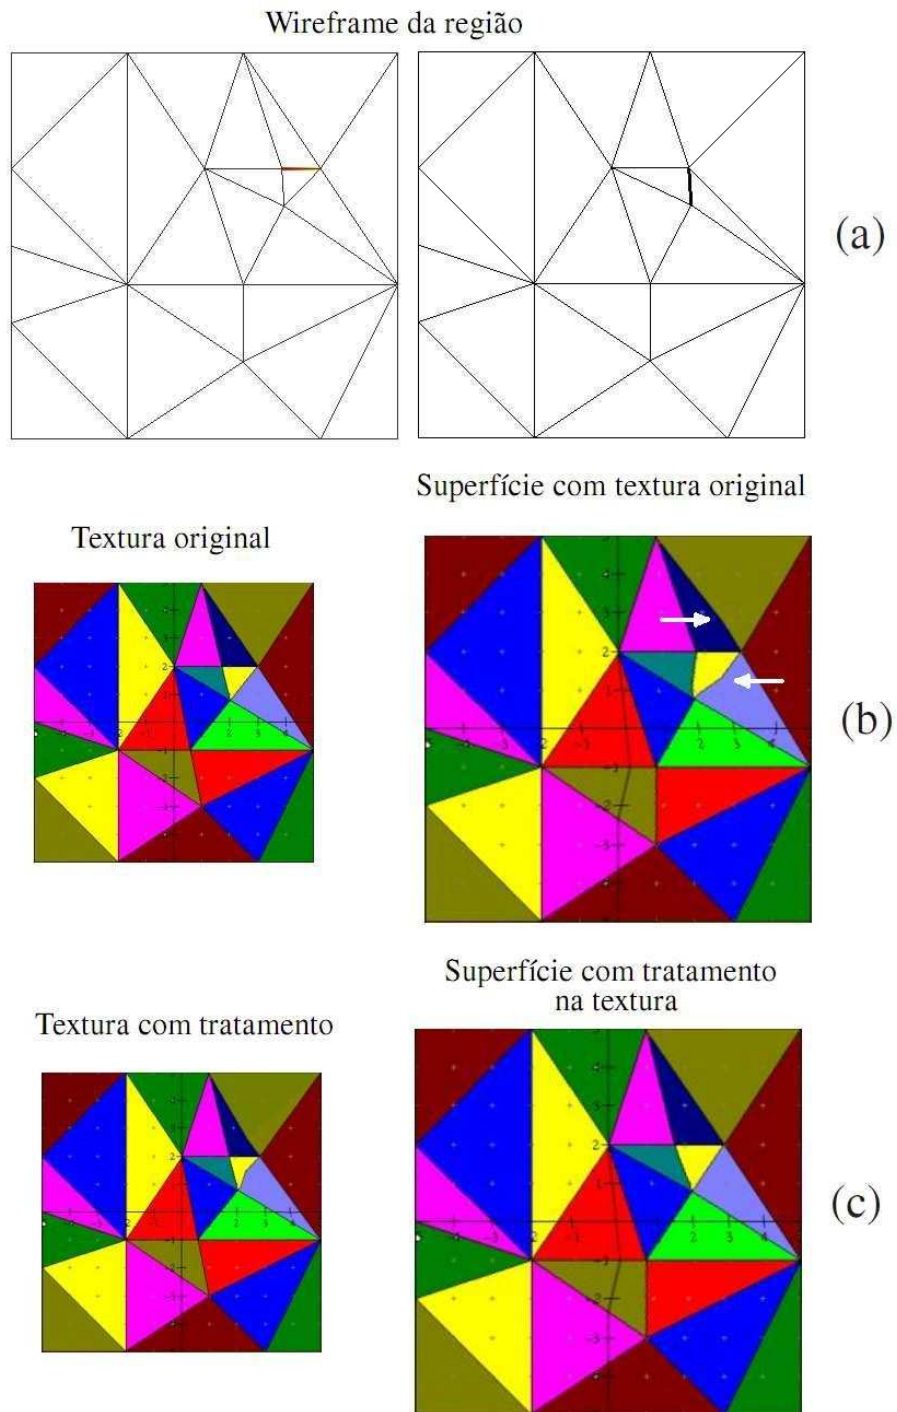 Wireframe da região
(a)
Superfície com textura original
Textura original
(b)
Superfície com tratamento
na textura
Textura com tratamento
(c)